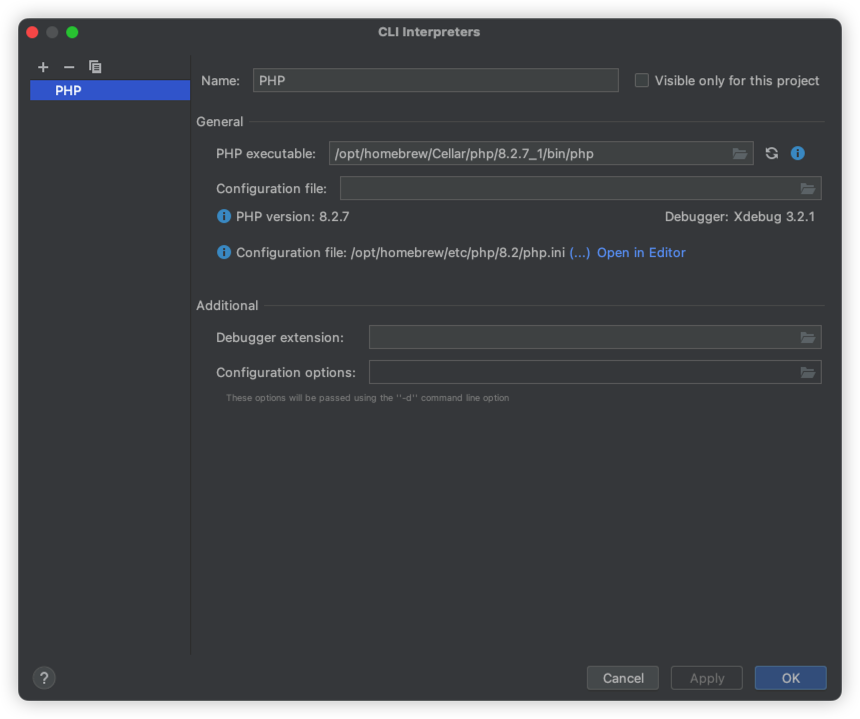 CLI Interpreters
PHP
Name: PHP Visible only for this project
General
PHP executable: /opt/homebrew/Cellar/php/8.2.7_1/bin/php
Configuration file:
PHP version: 8.2.7 Debugger: Xdebug 3.2.1
Configuration file: /opt/homebrew/etc/php/8.2/php.ini (...) Open in Editor
Additional
Debugger extension:
Configuration options:
These options will be passed using the ''-d'' command line option
? Cancel Apply OK